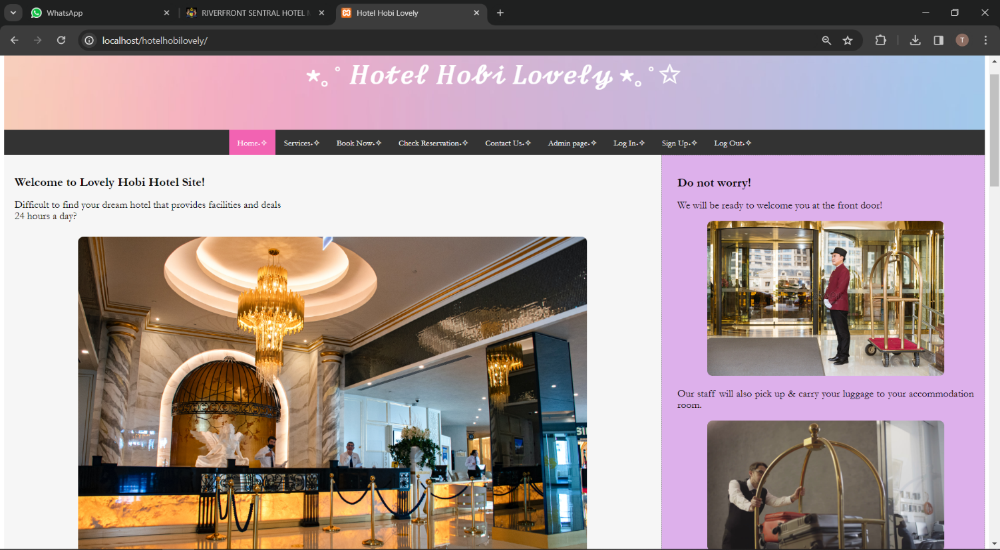 WhatsApp
RIVERFRONT SENTRAL HOTEL
Hotel Hobi Lovely
localhost/hotelhobilovely/
T
⋆｡˚ Hotel Hobi Lovely ⋆｡˚☆
Home˖✧ Services˖✧ Book Now˖✧ Check Reservation˖✧ Contact Us˖✧ Admin page˖✧ Log In˖✧ Sign Up˖✧ Log Out˖✧
Welcome to Lovely Hobi Hotel Site!
Difficult to find your dream hotel that provides facilities and deals
24 hours a day?
Do not worry!
We will be ready to welcome you at the front door!
Our staff will also pick up & carry your luggage to your accommodation
room.